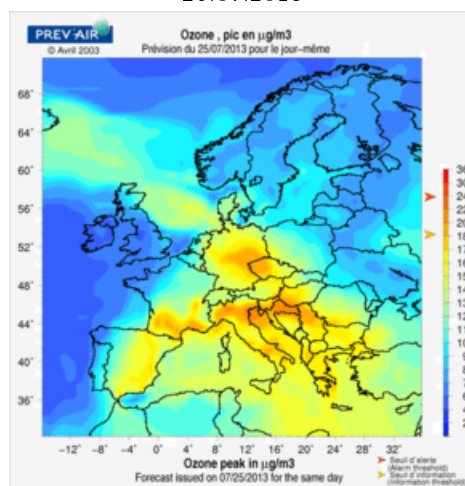 PREV'AIR
© Avril 2003
Ozone , pic en µg/m3
Prévision du 25/07/2013 pour le jour-même
68°
64°
60°
56°
52°
48°
44°
40°
36°
-12° -8° -4° 0° 4° 8° 12° 16° 20° 24° 28° 32°
Ozone peak in µg/m3
Forecast issued on 07/25/2013 for the same day
Seuil d'alerte
(Alarm threshold)
Seuil d'information
(Information threshold)